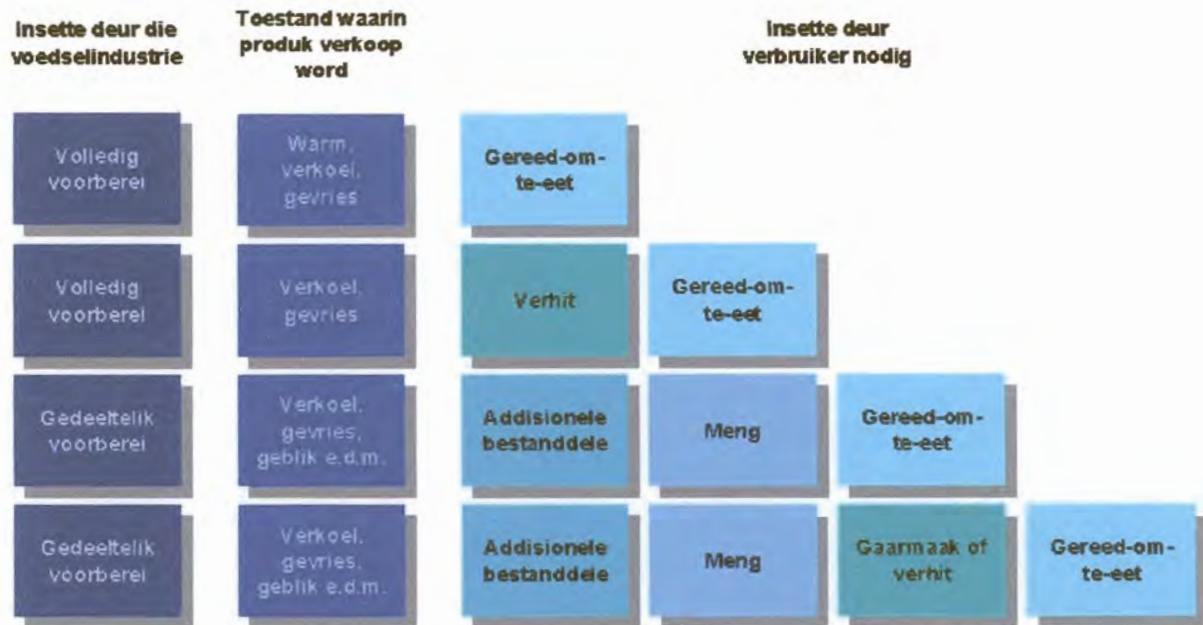 Insette deur die
voedselindustrie
Toestand waarin
produk verkoop
word
Insette deur
verbruiker nodig
Volledig
voorberei
Warm,
verkoel,
gevries
Gereed-om-
te-eet
Volledig
voorberei
Verkoel,
gevries
Verhit
Gereed-om-
te-eet
Gedeeltelik
voorberei
Verkoel,
gevries,
geblik e.d.m.
Addisionele
bestanddele
Meng
Gereed-om-
te-eet
Gedeeltelik
voorberei
Verkoel,
gevries,
geblik e.d.m.
Addisionele
bestanddele
Meng
Gaarmaak of
verhit
Gereed-om-
te-eet